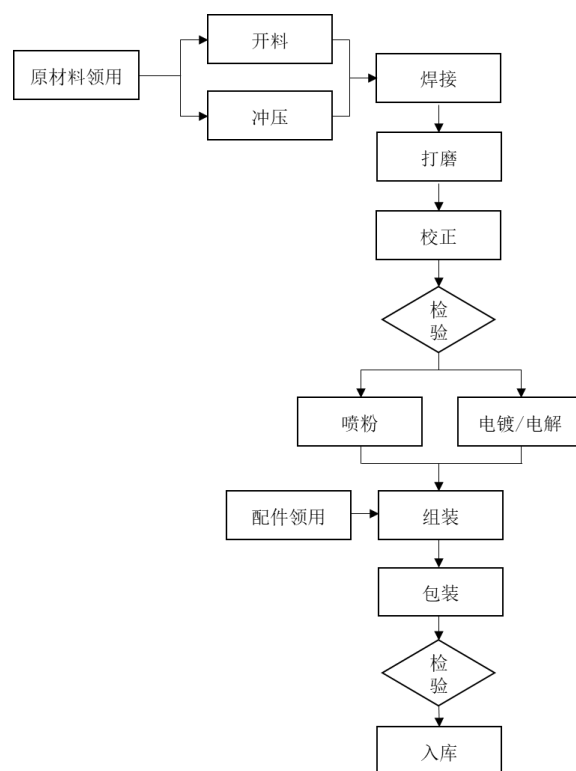 开料
原材料领用
焊接
冲压
打磨
校正
检
验
喷粉
电镀/电解
配件领用
组装
包装
检
验
入库